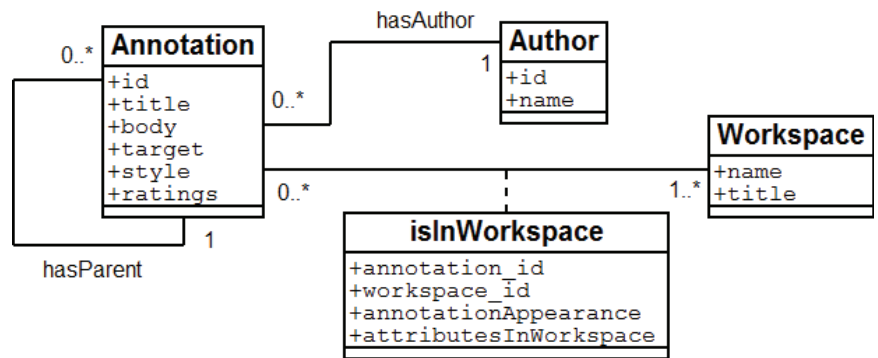 hasAuthor
Annotation
0..*
+id
+title
+body
+target
+style
+ratings
0..*
1
Author
+id
+name
Workspace
+name
+title
0..*
1..*
1
hasParent
isInWorkspace
+annotation_id
+workspace_id
+annotationAppearance
+attributesInWorkspace